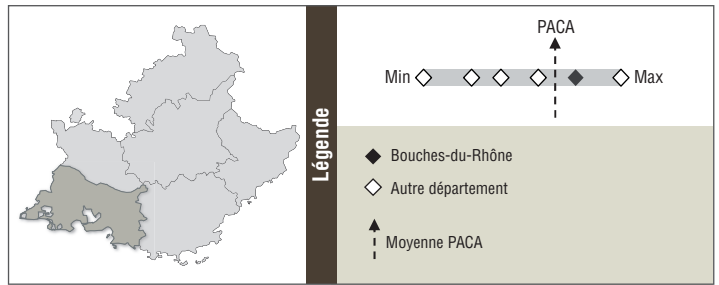 Légende
PACA
Min
Max
Bouches-du-Rhône
Autre département
Moyenne PACA